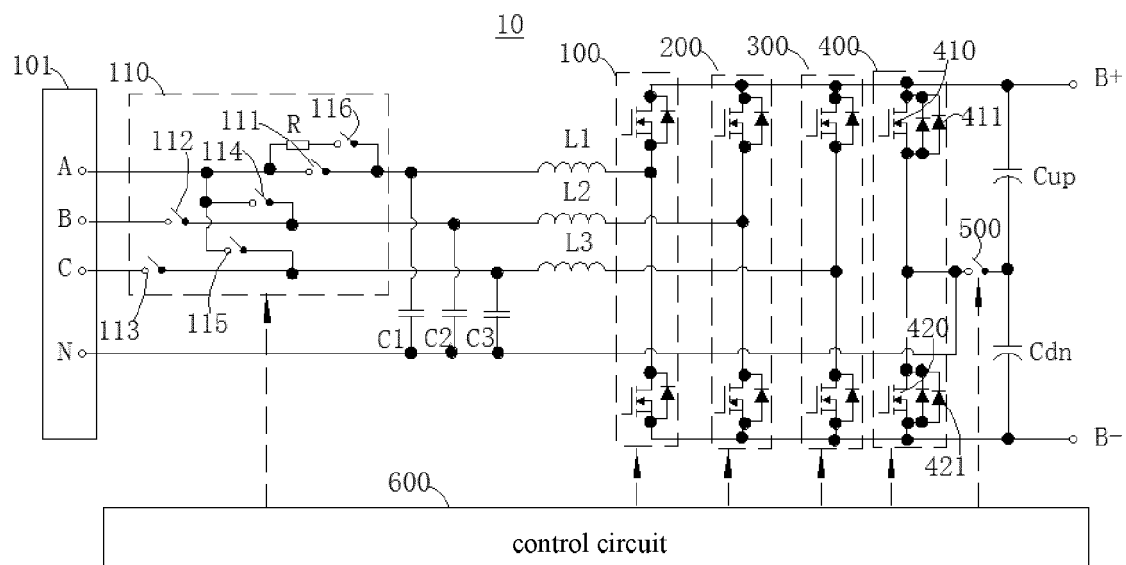 10
101
110
100
200
300
400
410
116
111
R
411
112
114
B+
A
L1
Cup
L2
B
500
L3
C
113
115
C1
C2
C3
420
N
Cdn
B-
421
600
control circuit